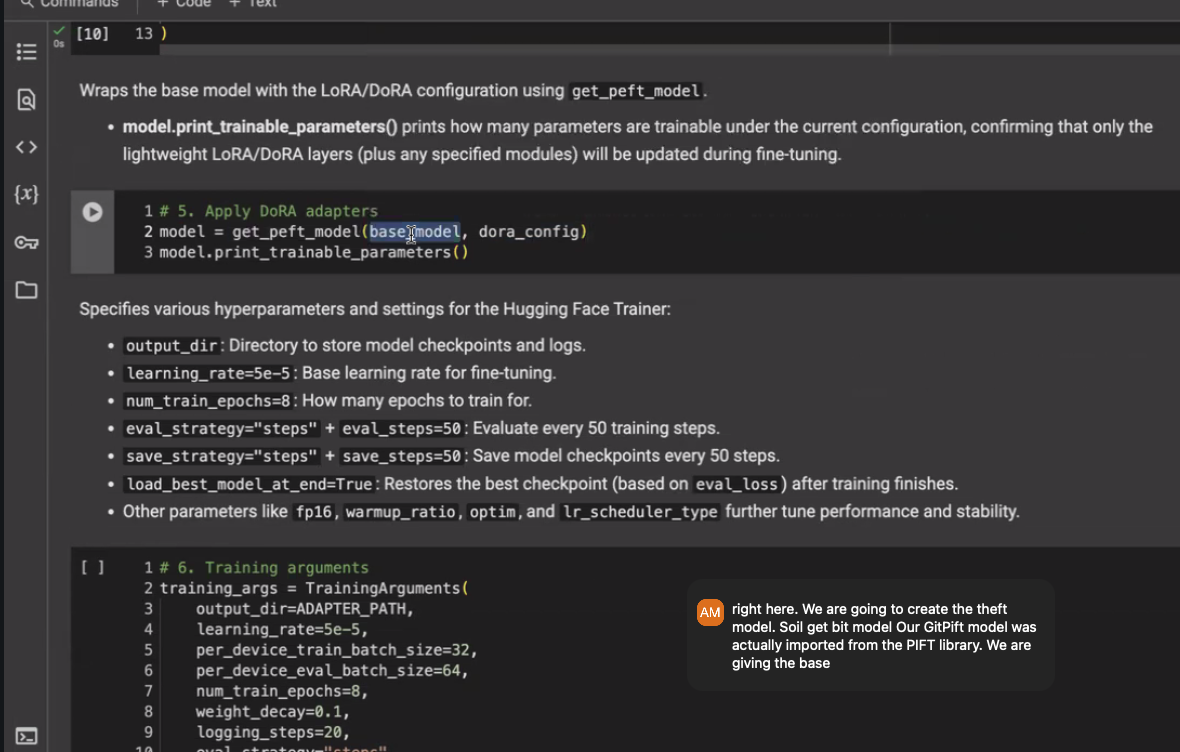 Commands + Code + Text
0s [10] 13 )
Wraps the base model with the LoRA/DoRA configuration using get_peft_model.
• model.print_trainable_parameters() prints how many parameters are trainable under the current configuration, confirming that only the
lightweight LoRA/DoRA layers (plus any specified modules) will be updated during fine-tuning.
1 # 5. Apply DoRA adapters
2 model = get_peft_model(base_model, dora_config)
3 model.print_trainable_parameters()
Specifies various hyperparameters and settings for the Hugging Face Trainer:
• output_dir: Directory to store model checkpoints and logs.
• learning_rate=5e-5: Base learning rate for fine-tuning.
• num_train_epochs=8: How many epochs to train for.
• eval_strategy="steps" + eval_steps=50: Evaluate every 50 training steps.
• save_strategy="steps" + save_steps=50: Save model checkpoints every 50 steps.
• load_best_model_at_end=True: Restores the best checkpoint (based on eval_loss) after training finishes.
• Other parameters like fp16, warmup_ratio, optim, and lr_scheduler_type further tune performance and stability.
[ ] 1 # 6. Training arguments
2 training_args = TrainingArguments(
3 output_dir=ADAPTER_PATH,
4 learning_rate=5e-5,
5 per_device_train_batch_size=32,
6 per_device_eval_batch_size=64,
7 num_train_epochs=8,
8 weight_decay=0.1,
9 logging_steps=20,
10 eval_strategy="steps"
AM
right here. We are going to create the theft
model. Soil get bit model Our GitPift model was
actually imported from the PIFT library. We are
giving the base